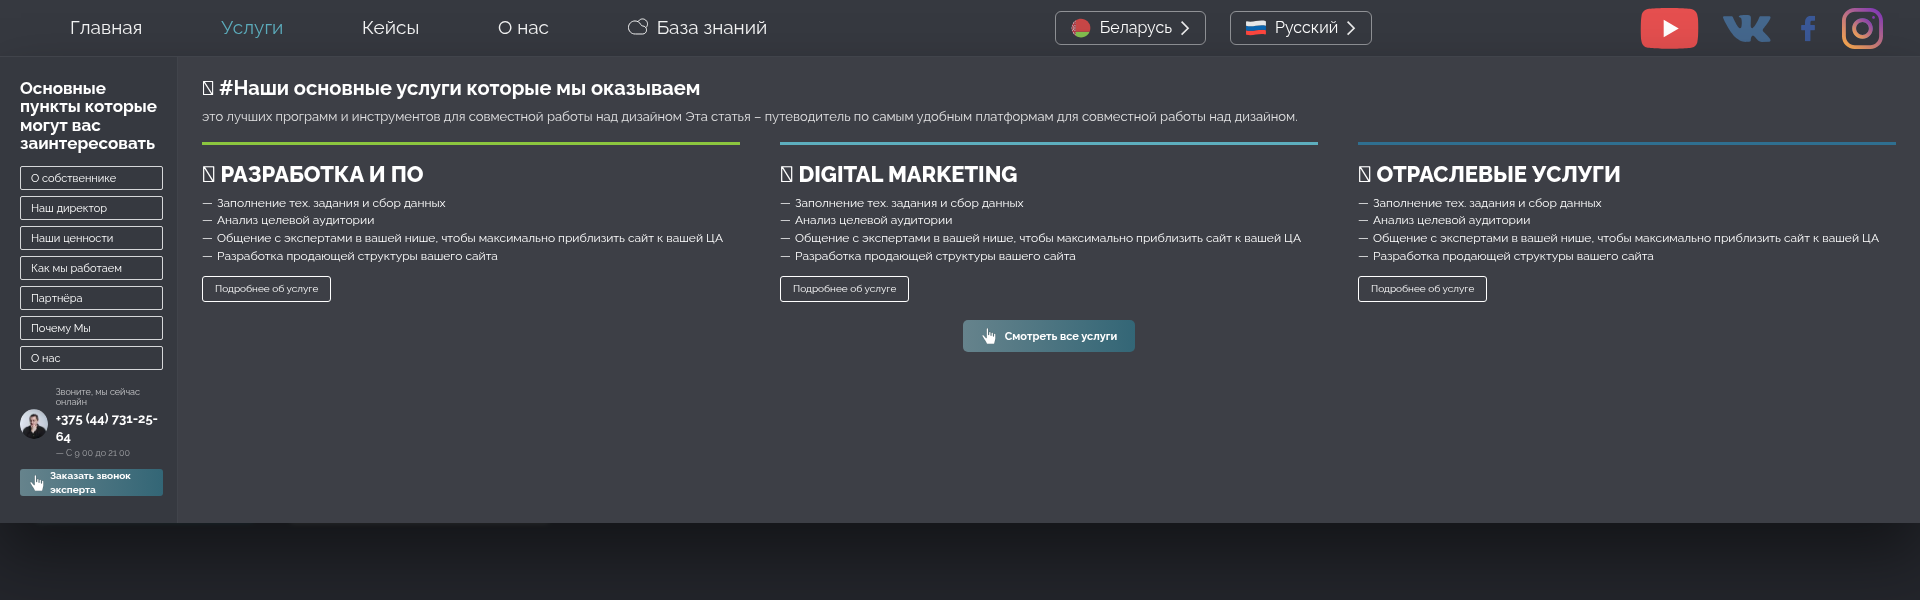 Главная
Услуги
Кейсы
О нас
База знаний
Беларусь
Русский
Основные
пункты которые
могут вас
заинтересовать
О собственнике
Наш директор
Наши ценности
Как мы работаем
Партнёра
Почему Мы
О нас
Звоните, мы сейчас
онлайн
+375 (44) 731-25-
64
— С 9 00 до 21 00
Заказать звонок
эксперта
#Наши основные услуги которые мы оказываем
это лучших программ и инструментов для совместной работы над дизайном Эта статья – путеводитель по самым удобным платформам для совместной работы над дизайном.
РАЗРАБОТКА И ПО
— Заполнение тех. задания и сбор данных
— Анализ целевой аудитории
— Общение с экспертами в вашей нише, чтобы максимально приблизить сайт к вашей ЦА
— Разработка продающей структуры вашего сайта
Подробнее об услуге
DIGITAL MARKETING
— Заполнение тех. задания и сбор данных
— Анализ целевой аудитории
— Общение с экспертами в вашей нише, чтобы максимально приблизить сайт к вашей ЦА
— Разработка продающей структуры вашего сайта
Подробнее об услуге
ОТРАСЛЕВЫЕ УСЛУГИ
— Заполнение тех. задания и сбор данных
— Анализ целевой аудитории
— Общение с экспертами в вашей нише, чтобы максимально приблизить сайт к вашей ЦА
— Разработка продающей структуры вашего сайта
Подробнее об услуге
Смотреть все услуги